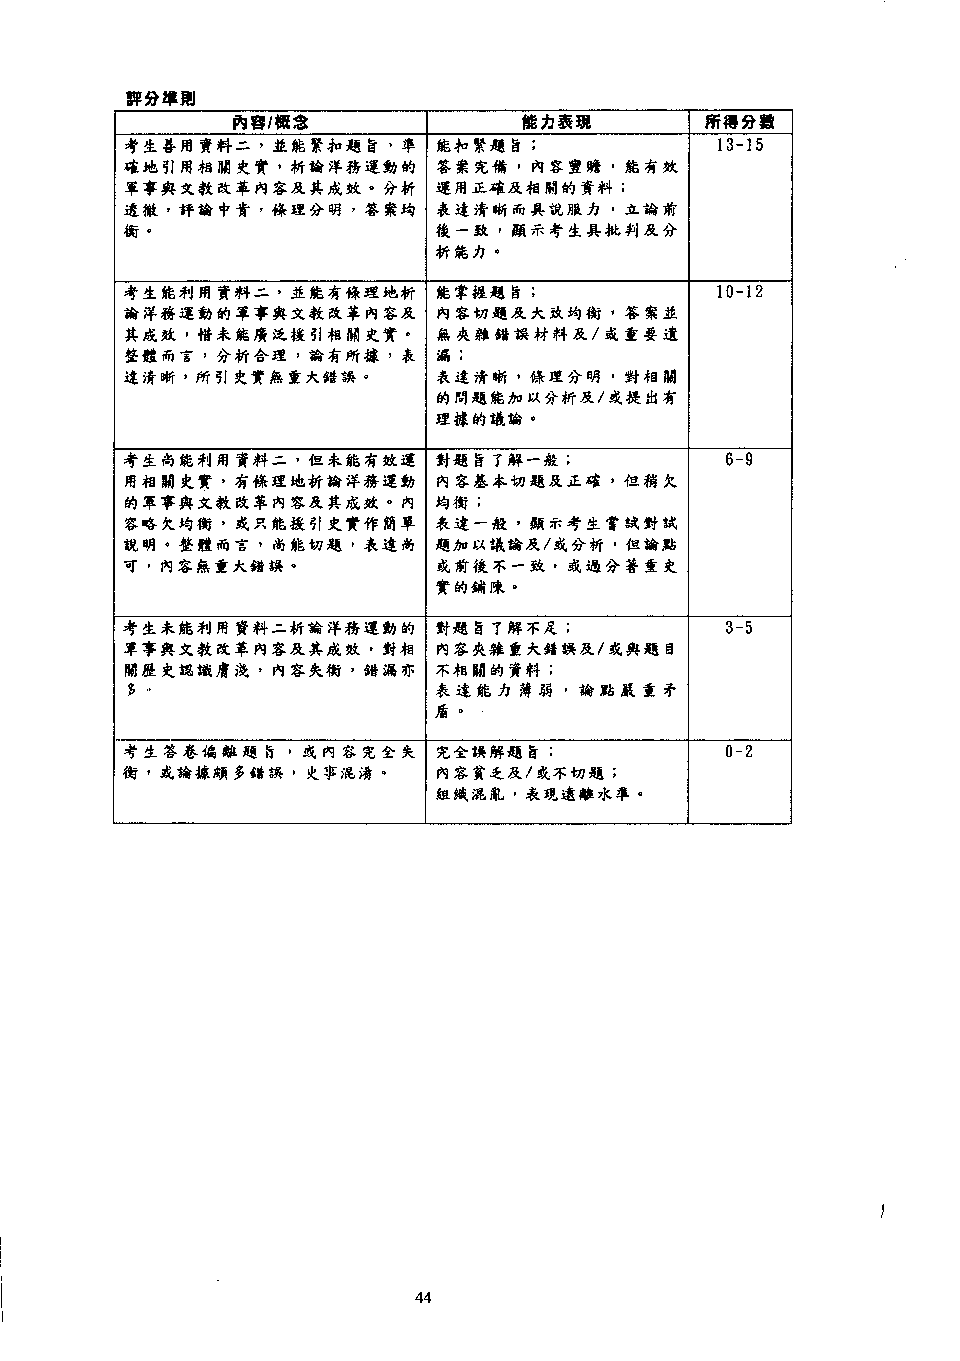 評分準則
內容/概念
能力表現
所得分數
考生善用資料二，並能緊扣題旨，準
確地引用相關史實，析論洋務運動的
軍事與文教改革內容及其成效。分析
透徹，評論中肯，條理分明，答案均
衡。
能扣緊題旨；
答案完備，內容豐贍，能有效
運用正確及相關的資料；
表達清晰而具說服力，立論前
後一致，顯示考生具批判及分
析能力。
13-15
考生能利用資料二，並能有條理地析
論洋務運動的軍事與文教改革內容及
其成效，惜未能廣泛援引相關史實。
整體而言，分析合理，論有所據，表
達清晰，所引史實無重大錯誤。
能掌握題旨；
內容切題及大致均衡，答案並
無夾雜錯誤材料及/或重要遺
漏；
表達清晰，條理分明，對相關
的問題能加以分析及/或提出有
理據的議論。
10-12
考生尚能利用資料二，但未能有效運
用相關史實，有條理地析論洋務運動
的軍事與文教改革內容及其成效。內
容略欠均衡，或只能援引史實作簡單
說明。整體而言，尚能切題，表達尚
可，內容無重大錯誤。
對題旨了解一般；
內容基本切題及正確，但稍欠
均衡；
表達一般，顯示考生嘗試對試
題加以議論及/或分析，但論點
或前後不一致，或過分著重史
實的鋪陳。
6-9
考生未能利用資料二析論洋務運動的
軍事與文教改革內容及其成效，對相
關歷史認識膚淺，內容失衡，錯漏亦
多。
對題旨了解不足；
內容夾雜重大錯誤及/或與題目
不相關的資料；
表達能力薄弱，論點嚴重矛
盾。
3-5
考生答卷偏離題旨，或內容完全失
衡，或論據頗多錯誤，史事混淆。
完全誤解題旨；
內容貧乏及/或不切題；
組織混亂，表現遠離水準。
0-2
44